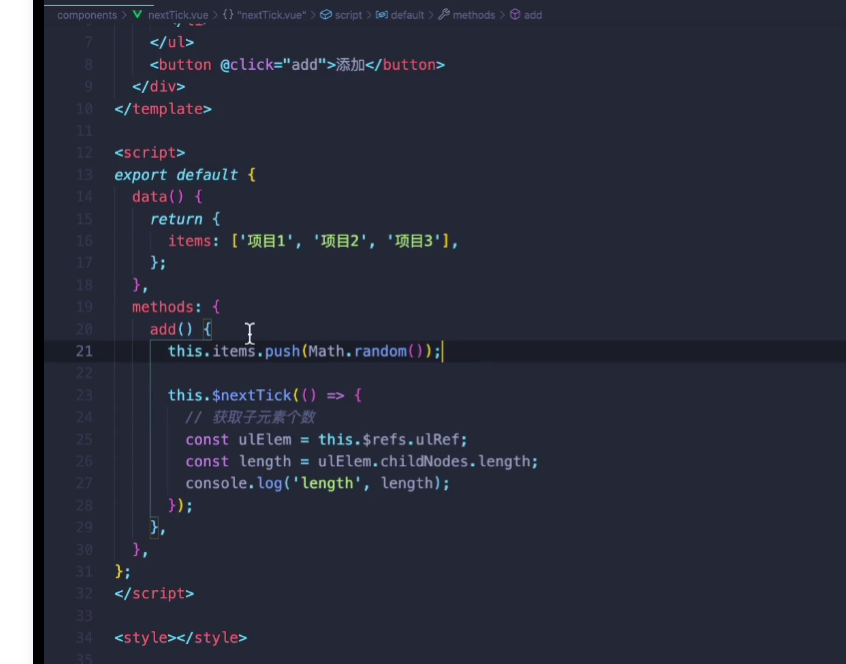 components > nextTick.vue > {} "nextTick.vue" > script > default > methods > add
7 </ul>
8 <button @click="add">添加</button>
9 </div>
10 </template>
11
12 <script>
13 export default {
14 data() {
15 return {
16 items: ['项目1', '项目2', '项目3'],
17 };
18 },
19 methods: {
20 add() {
21 this.items.push(Math.random());
22
23 this.$nextTick(() => {
24 // 获取子元素个数
25 const ulElem = this.$refs.ulRef;
26 const length = ulElem.childNodes.length;
27 console.log('length', length);
28 });
29 },
30 },
31 };
32 </script>
33
34 <style></style>
35